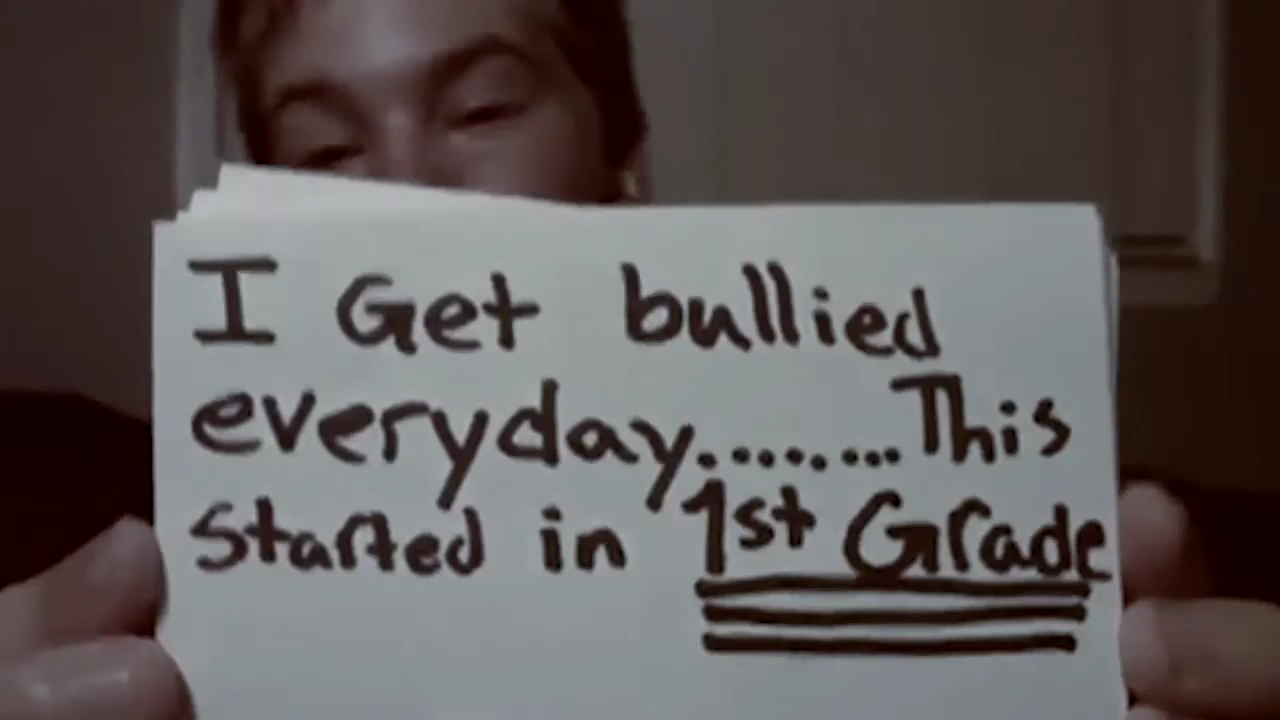 I Get bullied
everyday........This
Started in 1st Grade